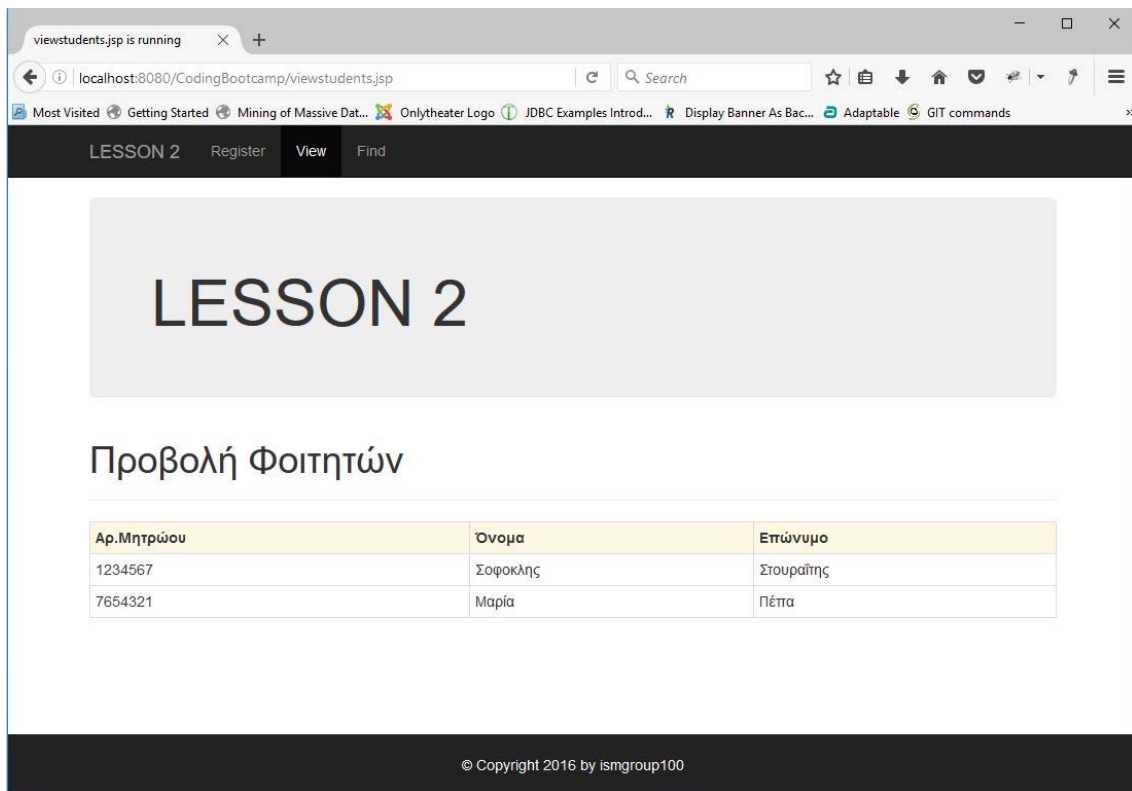 viewstudents.jsp is running
localhost:8080/CodingBootcamp/viewstudents.jsp
Search
Most Visited Getting Started Mining of Massive Dat... Onlytheater Logo JDBC Examples Introd... Display Banner As Bac... Adaptable GIT commands
LESSON 2 Register View Find
LESSON 2
Προβολή Φοιτητών
Αρ.Μητρώου Όνομα Επώνυμο
1234567 Σοφοκλης Στουραΐτης
7654321 Μαρία Πέπα
© Copyright 2016 by ismgroup100